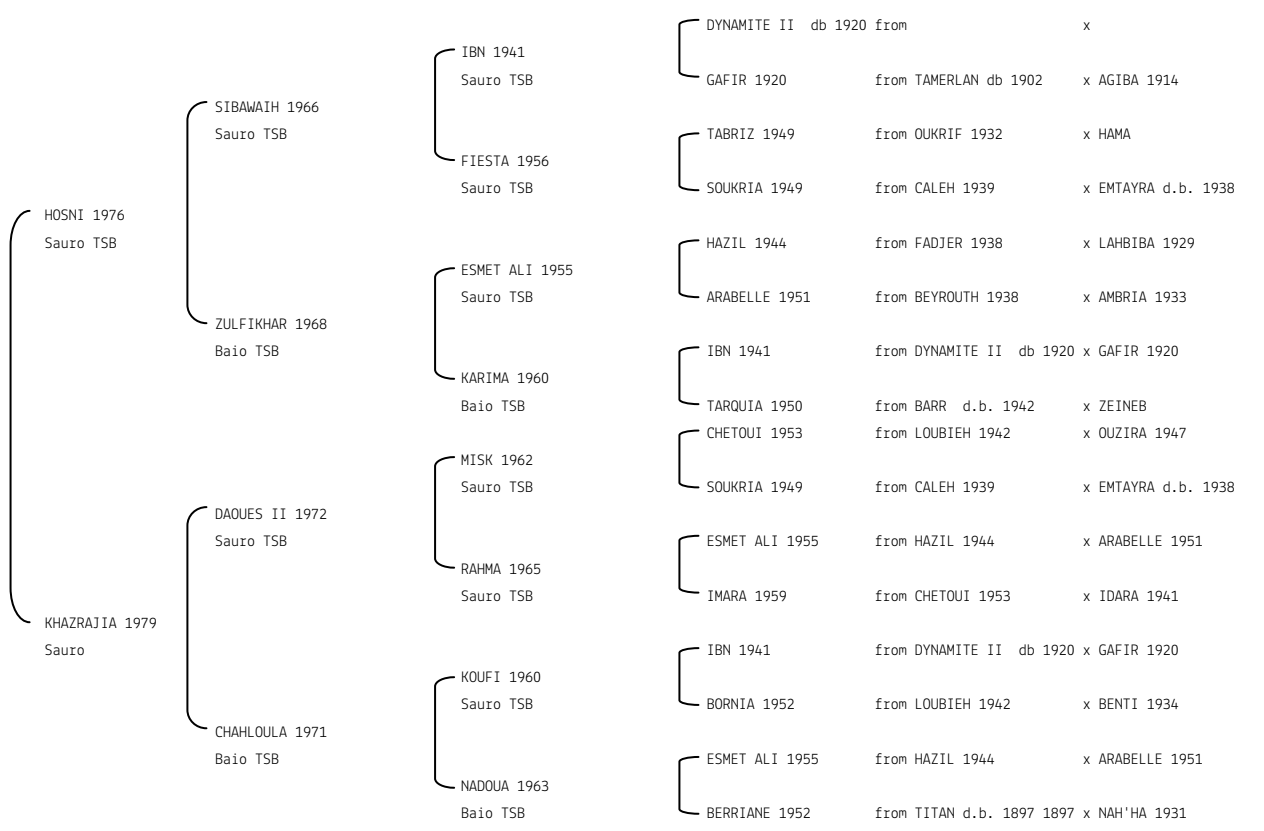 DYNAMITE II db 1920 from x
IBN 1941
Sauro TSB
GAFIR 1920 from TAMERLAN db 1902 x AGIBA 1914
SIBAWAIH 1966
Sauro TSB
TABRIZ 1949 from OUKRIF 1932 x HAMA
FIESTA 1956
Sauro TSB
SOUKRIA 1949 from CALEH 1939 x EMTAYRA d.b. 1938
HOSNI 1976
Sauro TSB
HAZIL 1944 from FADJER 1938 x LAHBIBA 1929
ESMET ALI 1955
Sauro TSB
ARABELLE 1951 from BEYROUTH 1938 x AMBRIA 1933
ZULFIKHAR 1968
Baio TSB
IBN 1941 from DYNAMITE II db 1920 x GAFIR 1920
KARIMA 1960
Baio TSB
TARQUIA 1950 from BARR d.b. 1942 x ZEINEB
CHETOUI 1953 from LOUBIEH 1942 x OUZIRA 1947
MISK 1962
Sauro TSB
SOUKRIA 1949 from CALEH 1939 x EMTAYRA d.b. 1938
DAOUES II 1972
Sauro TSB
ESMET ALI 1955 from HAZIL 1944 x ARABELLE 1951
RAHMA 1965
Sauro TSB
IMARA 1959 from CHETOUI 1953 x IDARA 1941
KHAZRAJIA 1979
Sauro
IBN 1941 from DYNAMITE II db 1920 x GAFIR 1920
KOUFI 1960
Sauro TSB
BORNIA 1952 from LOUBIEH 1942 x BENTI 1934
CHAHLOULA 1971
Baio TSB
ESMET ALI 1955 from HAZIL 1944 x ARABELLE 1951
NADOUA 1963
Baio TSB
BERRIANE 1952 from TITAN d.b. 1897 1897 x NAH'HA 1931